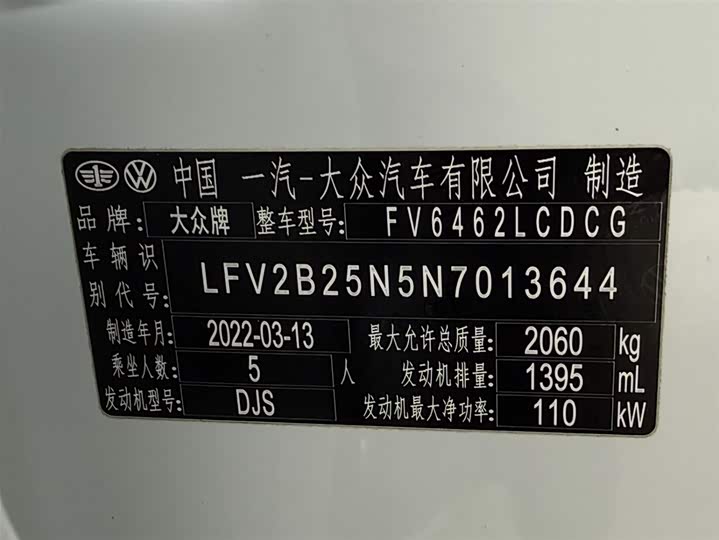 中国 一汽-大众汽车有限公司 制造
品牌: 大众牌 整车型号: FV6462LCDCG
车辆识
别代号: LFV2B25N5N7013644
制造年月: 2022-03-13 最大允许总质量: 2060 kg
乘坐人数: 5 人 发动机排量: 1395 mL
发动机型号: DJS 发动机最大净功率: 110 kW